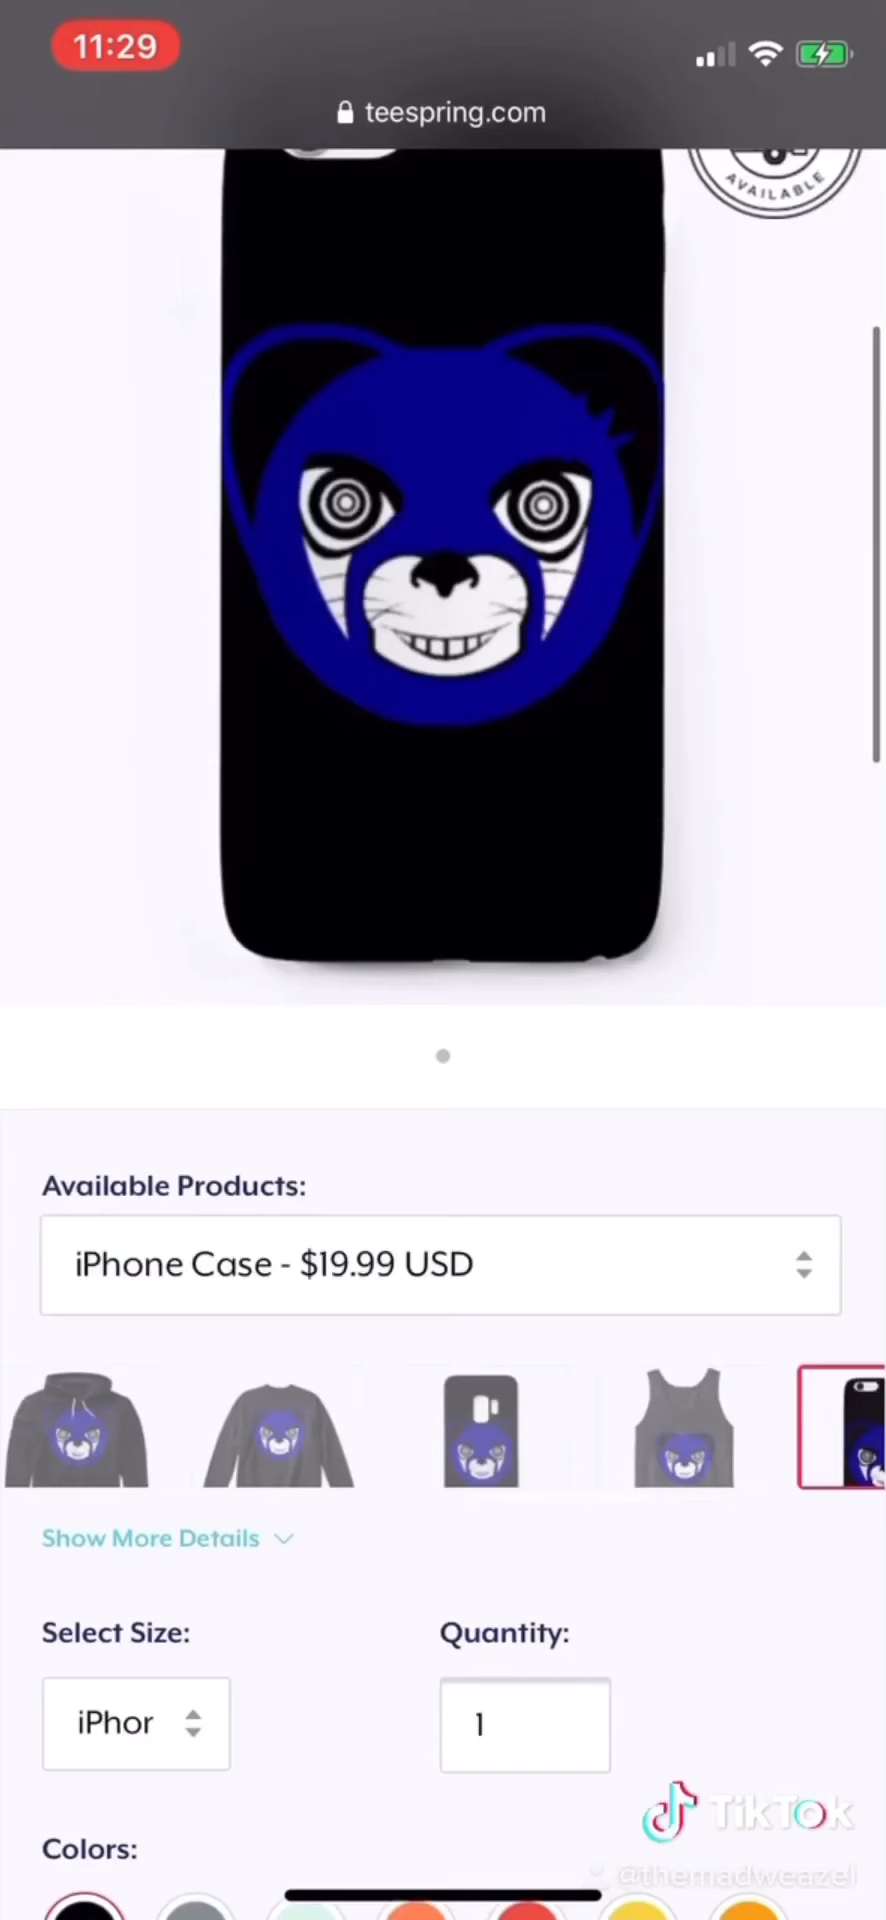 11:29
teespring.com
AVAILABLE
Available Products:
iPhone Case - $19.99 USD
Show More Details
Select Size:
Quantity:
iPhor
1
TikTok
Colors:
@themadweazel